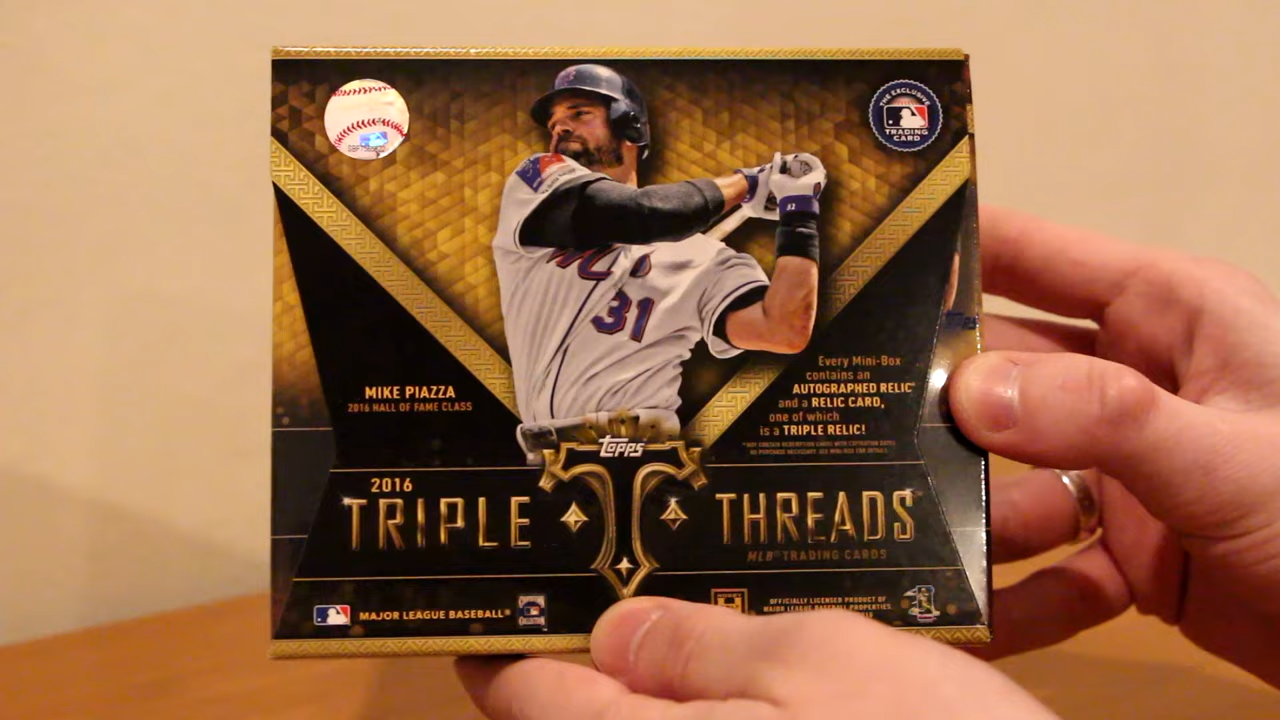 THE EXCLUSIVE
TRADING
CARD
31
31
Every Mini-Box
contains an
AUTOGRAPHED RELIC*
and a RELIC CARD,
one of which
is a TRIPLE RELIC!
MIKE PIAZZA
2016 HALL OF FAME CLASS
topps
2016
TRIPLE T THREADS
MLB® TRADING CARDS
MAJOR LEAGUE BASEBALL®
OFFICIALLY LICENSED PRODUCT OF
MAJOR LEAGUE BASEBALL PROPERTIES